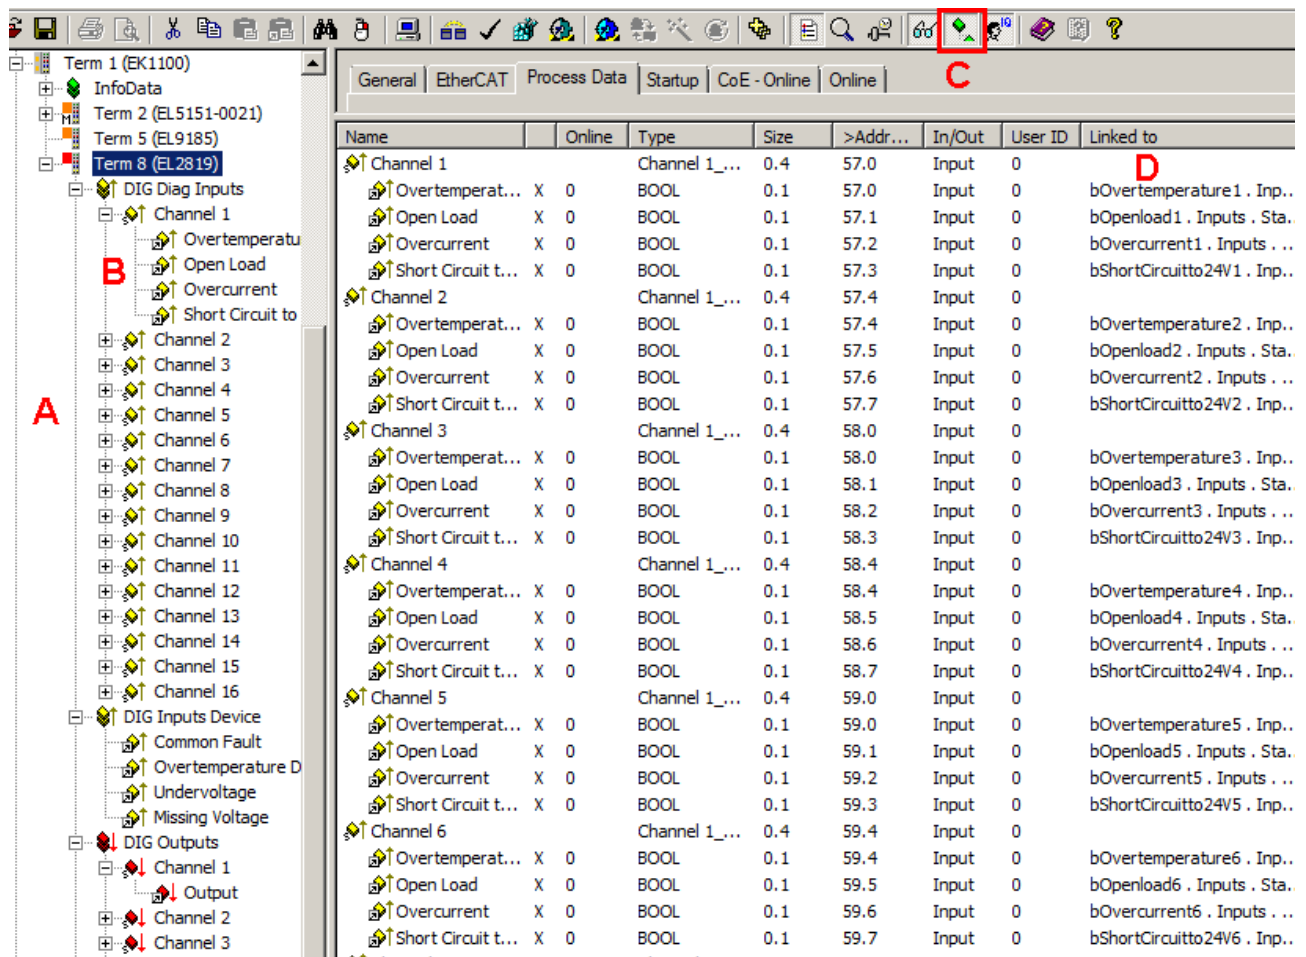 Term 1 (EK1100)
InfoData
Term 2 (EL5151-0021)
Term 5 (EL9185)
Term 8 (EL2819)
DIG Diag Inputs
Channel 1
Overtemperatu
Open Load
Overcurrent
Short Circuit to
Channel 2
Channel 3
Channel 4
Channel 5
Channel 6
Channel 7
Channel 8
Channel 9
Channel 10
Channel 11
Channel 12
Channel 13
Channel 14
Channel 15
Channel 16
DIG Inputs Device
Common Fault
Overtemperature D
Undervoltage
Missing Voltage
DIG Outputs
Channel 1
Output
Channel 2
Channel 3
A
B
C
General EtherCAT Process Data Startup CoE - Online Online
Name Online Type Size >Addr... In/Out User ID Linked to
D
Channel 1 Channel 1_... 0.4 57.0 Input 0
Overtemperat... X 0 BOOL 0.1 57.0 Input 0 bOvertemperature1 . Inp...
Open Load X 0 BOOL 0.1 57.1 Input 0 bOpenload1 . Inputs . Sta..
Overcurrent X 0 BOOL 0.1 57.2 Input 0 bOvercurrent1 . Inputs . ...
Short Circuit t... X 0 BOOL 0.1 57.3 Input 0 bShortCircuitto24V1 . Inp...
Channel 2 Channel 1_... 0.4 57.4 Input 0
Overtemperat... X 0 BOOL 0.1 57.4 Input 0 bOvertemperature2 . Inp...
Open Load X 0 BOOL 0.1 57.5 Input 0 bOpenload2 . Inputs . Sta..
Overcurrent X 0 BOOL 0.1 57.6 Input 0 bOvercurrent2 . Inputs . ...
Short Circuit t... X 0 BOOL 0.1 57.7 Input 0 bShortCircuitto24V2 . Inp...
Channel 3 Channel 1_... 0.4 58.0 Input 0
Overtemperat... X 0 BOOL 0.1 58.0 Input 0 bOvertemperature3 . Inp...
Open Load X 0 BOOL 0.1 58.1 Input 0 bOpenload3 . Inputs . Sta..
Overcurrent X 0 BOOL 0.1 58.2 Input 0 bOvercurrent3 . Inputs . ...
Short Circuit t... X 0 BOOL 0.1 58.3 Input 0 bShortCircuitto24V3 . Inp...
Channel 4 Channel 1_... 0.4 58.4 Input 0
Overtemperat... X 0 BOOL 0.1 58.4 Input 0 bOvertemperature4 . Inp...
Open Load X 0 BOOL 0.1 58.5 Input 0 bOpenload4 . Inputs . Sta..
Overcurrent X 0 BOOL 0.1 58.6 Input 0 bOvercurrent4 . Inputs . ...
Short Circuit t... X 0 BOOL 0.1 58.7 Input 0 bShortCircuitto24V4 . Inp...
Channel 5 Channel 1_... 0.4 59.0 Input 0
Overtemperat... X 0 BOOL 0.1 59.0 Input 0 bOvertemperature5 . Inp...
Open Load X 0 BOOL 0.1 59.1 Input 0 bOpenload5 . Inputs . Sta..
Overcurrent X 0 BOOL 0.1 59.2 Input 0 bOvercurrent5 . Inputs . ...
Short Circuit t... X 0 BOOL 0.1 59.3 Input 0 bShortCircuitto24V5 . Inp...
Channel 6 Channel 1_... 0.4 59.4 Input 0
Overtemperat... X 0 BOOL 0.1 59.4 Input 0 bOvertemperature6 . Inp...
Open Load X 0 BOOL 0.1 59.5 Input 0 bOpenload6 . Inputs . Sta..
Overcurrent X 0 BOOL 0.1 59.6 Input 0 bOvercurrent6 . Inputs . ...
Short Circuit t... X 0 BOOL 0.1 59.7 Input 0 bShortCircuitto24V6 . Inp...